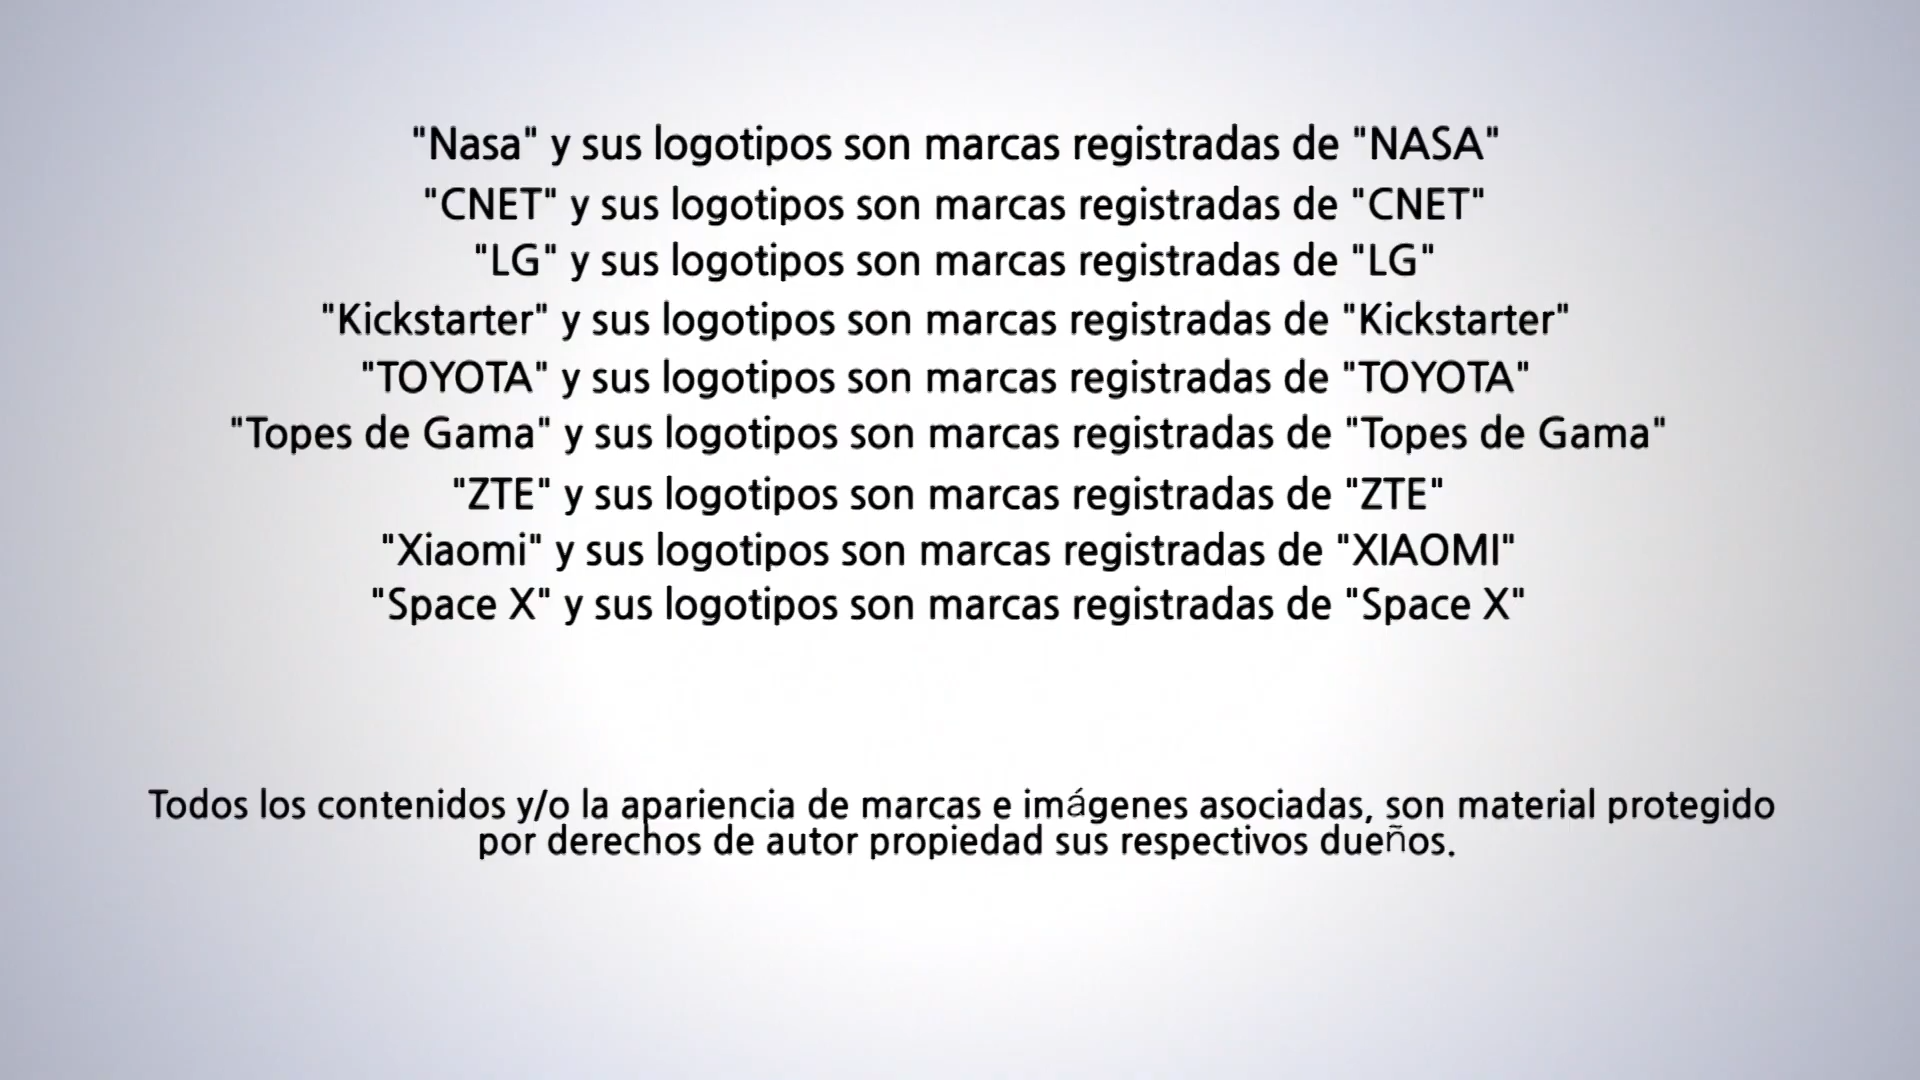 "Nasa" y sus logotipos son marcas registradas de "NASA"
"CNET" y sus logotipos son marcas registradas de "CNET"
"LG" y sus logotipos son marcas registradas de "LG"
"Kickstarter" y sus logotipos son marcas registradas de "Kickstarter"
"TOYOTA" y sus logotipos son marcas registradas de "TOYOTA"
"Topes de Gama" y sus logotipos son marcas registradas de "Topes de Gama"
"ZTE" y sus logotipos son marcas registradas de "ZTE"
"Xiaomi" y sus logotipos son marcas registradas de "XIAOMI"
"Space X" y sus logotipos son marcas registradas de "Space X"
Todos los contenidos y/o la apariencia de marcas e imágenes asociadas, son material protegido
por derechos de autor propiedad sus respectivos dueños.